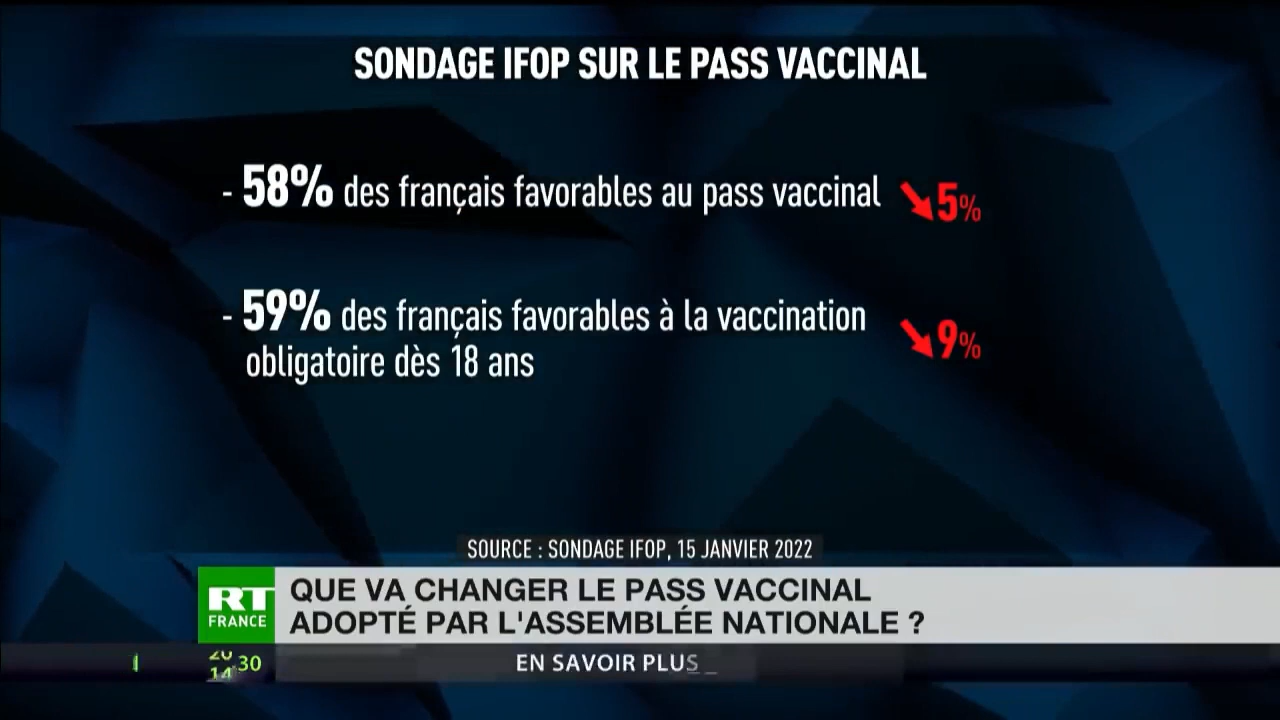 SONDAGE IFOP SUR LE PASS VACCINAL
- 58% des français favorables au pass vaccinal 5%
- 59% des français favorables à la vaccination 9%
obligatoire dès 18 ans
SOURCE : SONDAGE IFOP, 15 JANVIER 2022
RT QUE VA CHANGER LE PASS VACCINAL
FRANCE ADOPTÉ PAR L'ASSEMBLÉE NATIONALE ?
30 EN SAVOIR PLUS _